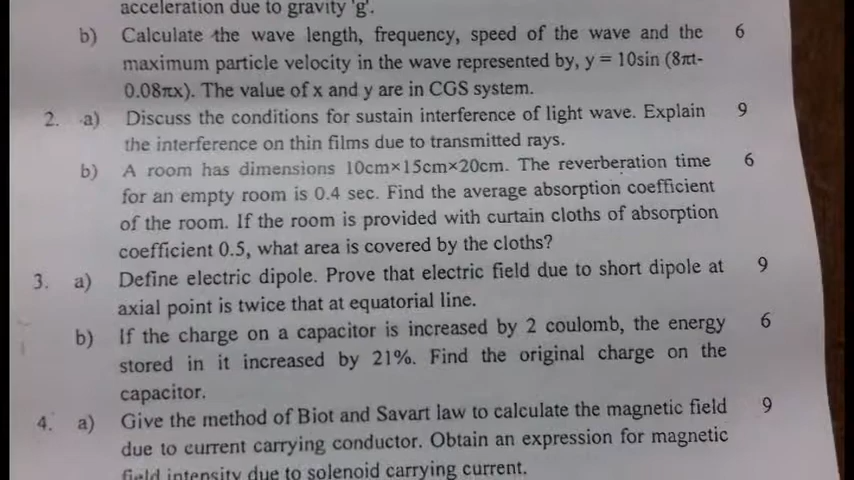 acceleration due to gravity 'g'.
b) Calculate the wave length, frequency, speed of the wave and the 6
maximum particle velocity in the wave represented by, y = 10sin (8πt-
0.08πx). The value of x and y are in CGS system.
2. a) Discuss the conditions for sustain interference of light wave. Explain 9
the interference on thin films due to transmitted rays.
b) A room has dimensions 10cm×15cm×20cm. The reverberation time 6
for an empty room is 0.4 sec. Find the average absorption coefficient
of the room. If the room is provided with curtain cloths of absorption
coefficient 0.5, what area is covered by the cloths?
3. a) Define electric dipole. Prove that electric field due to short dipole at 9
axial point is twice that at equatorial line.
b) If the charge on a capacitor is increased by 2 coulomb, the energy 6
stored in it increased by 21%. Find the original charge on the
capacitor.
4. a) Give the method of Biot and Savart law to calculate the magnetic field 9
due to current carrying conductor. Obtain an expression for magnetic
field intensity due to solenoid carrying current.